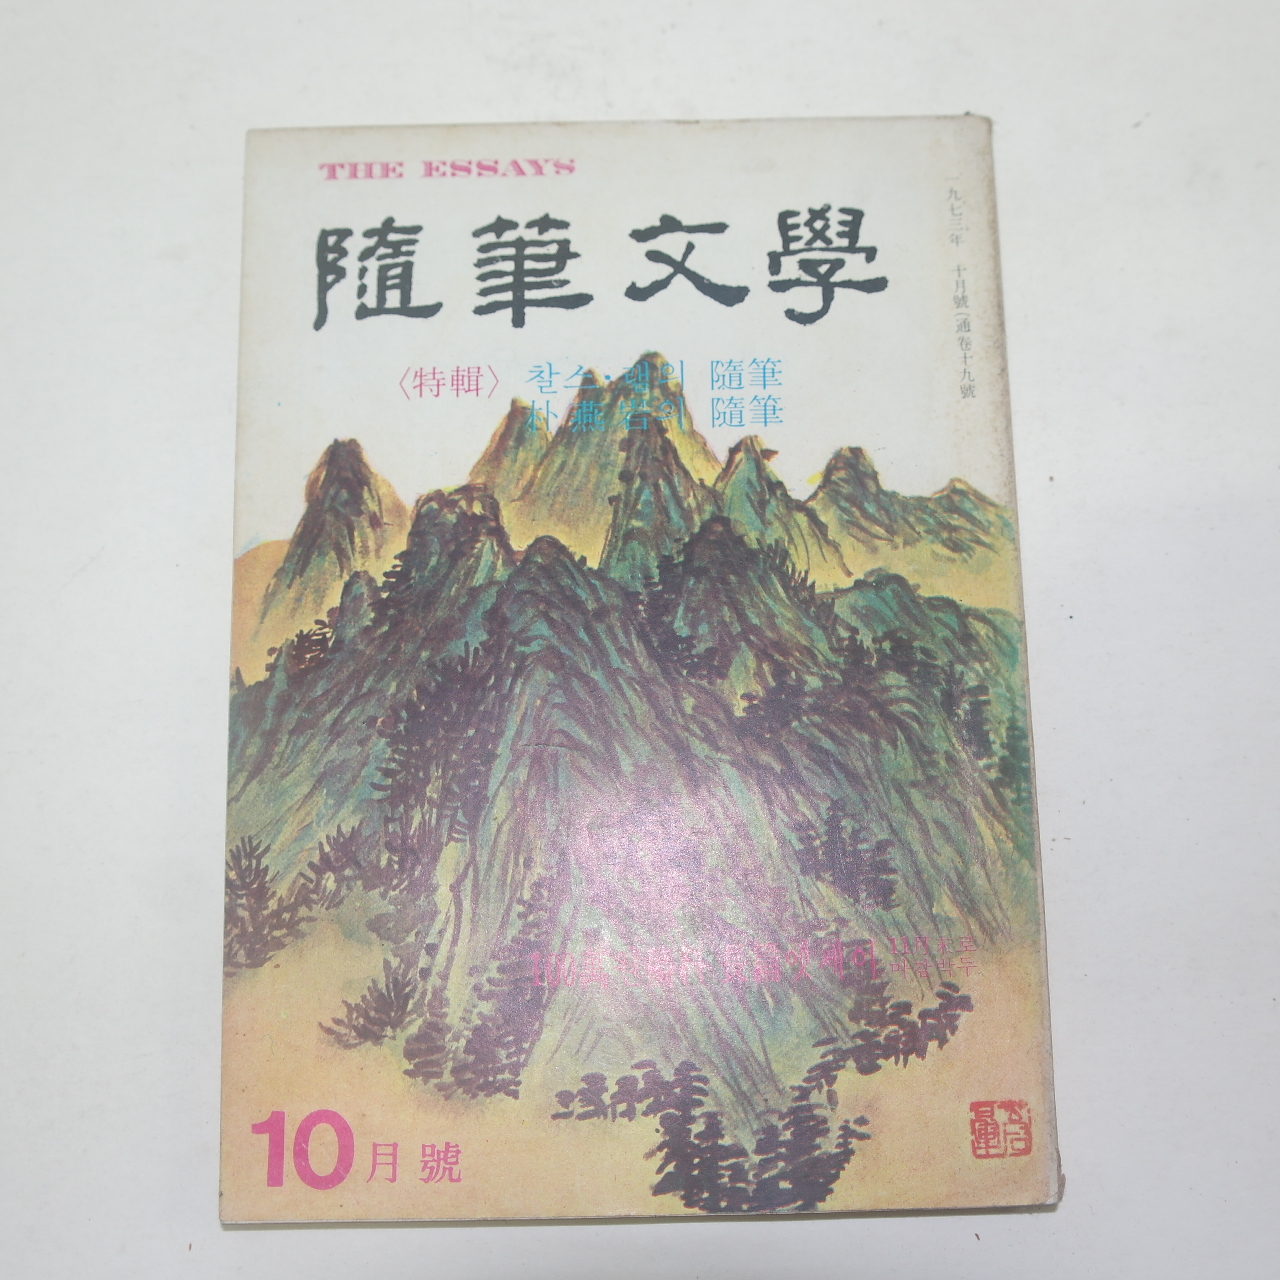 THE ESSAYS
隨筆文學
一九七三年 十月號(通卷十九號)
〈特輯〉 찰스·램의 隨筆
朴燕岩의 隨筆
10月號